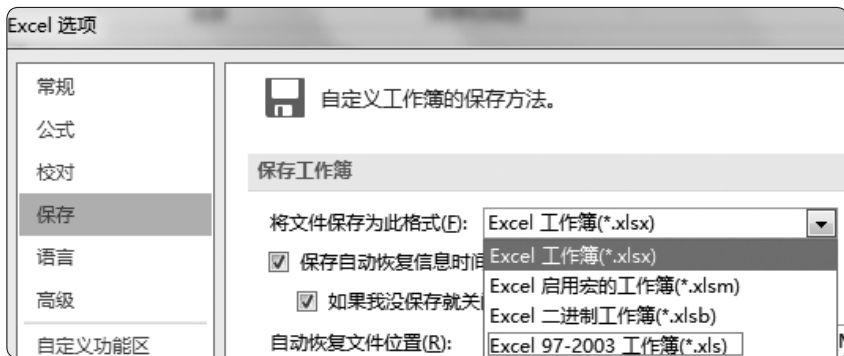 Excel 选项
常规
公式
校对
保存
语言
高级
自定义功能区
自定义工作簿的保存方法。
保存工作簿
将文件保存为此格式(F): Excel 工作簿(*.xlsx)
保存自动恢复信息时间
如果我没保存就关
自动恢复文件位置(R):
Excel 工作簿(*.xlsx)
Excel 启用宏的工作簿(*.xlsm)
Excel 二进制工作簿(*.xlsb)
Excel 97-2003 工作簿(*.xls)